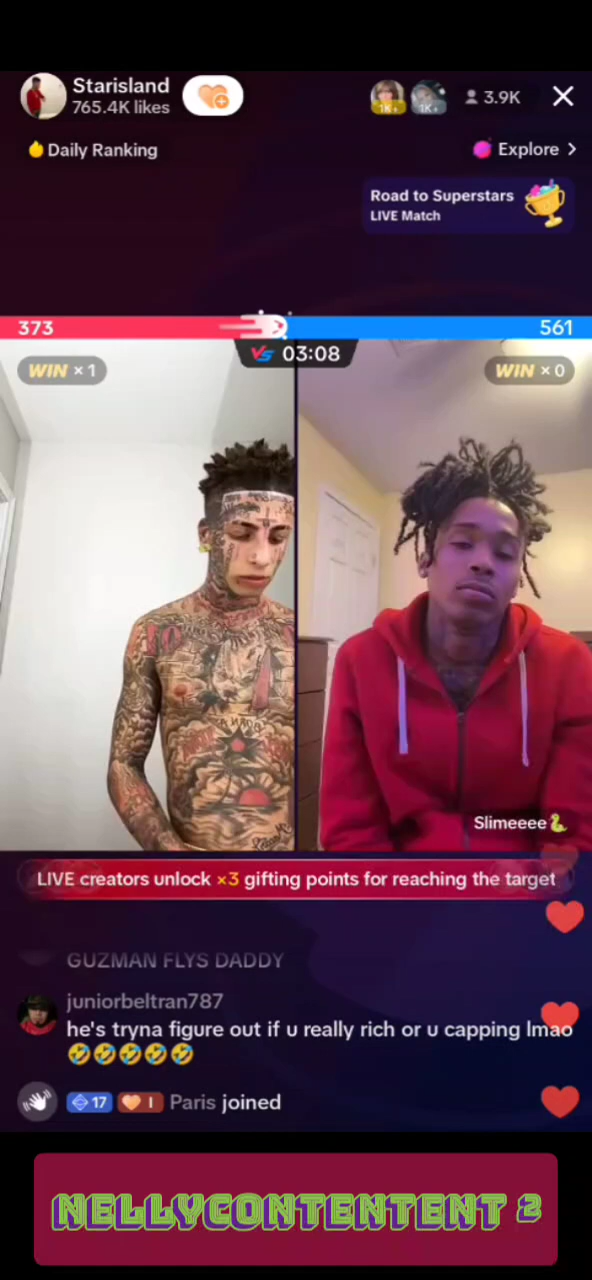 Starisland
765.4K likes
1K+
1K+
3.9K
Daily Ranking
Explore >
Road to Superstars
LIVE Match
373
561
VS 03:08
WIN ×1
WIN ×0
Slimeeee🐍
LIVE creators unlock ×3 gifting points for reaching the target
GUZMAN FLYS DADDY
juniorbeltran787
he's tryna figure out if u really rich or u capping lmao
🤣🤣🤣🤣🤣
17 I Paris joined
NELLYCONTENTENT 2